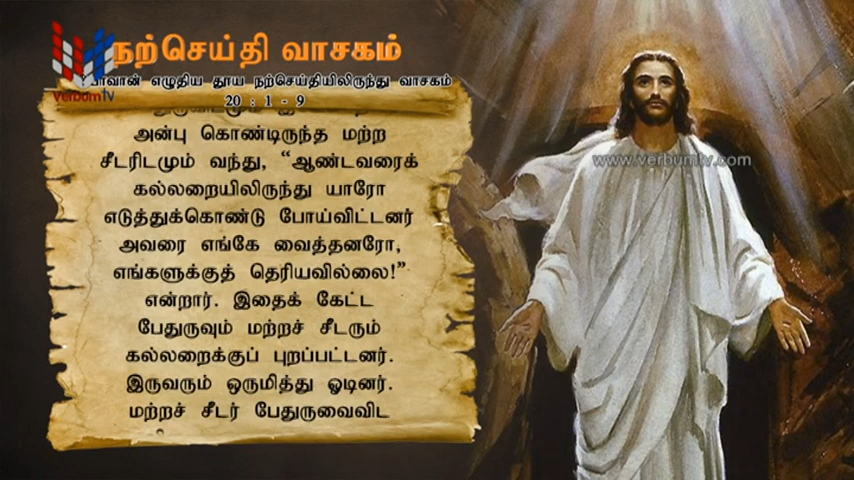 நற்செய்தி வாசகம்
எழுதிய தூய நற்செய்தியிலிருந்து வாசகம்
20 : 1 - 9
VerbumTV
அன்பு கொண்டிருந்த மற்ற
சீடரிடமும் வந்து, “ஆண்டவரைக்
கல்லறையிலிருந்து யாரோ
எடுத்துக்கொண்டு போய்விட்டனர்
அவரை எங்கே வைத்தனரோ,
எங்களுக்குத் தெரியவில்லை!”
என்றார். இதைக் கேட்ட
பேதுருவும் மற்றச் சீடரும்
கல்லறைக்குப் புறப்பட்டனர்.
இருவரும் ஒருமித்து ஓடினர்.
மற்றச் சீடர் பேதுருவைவிட
www.verbumtv.com